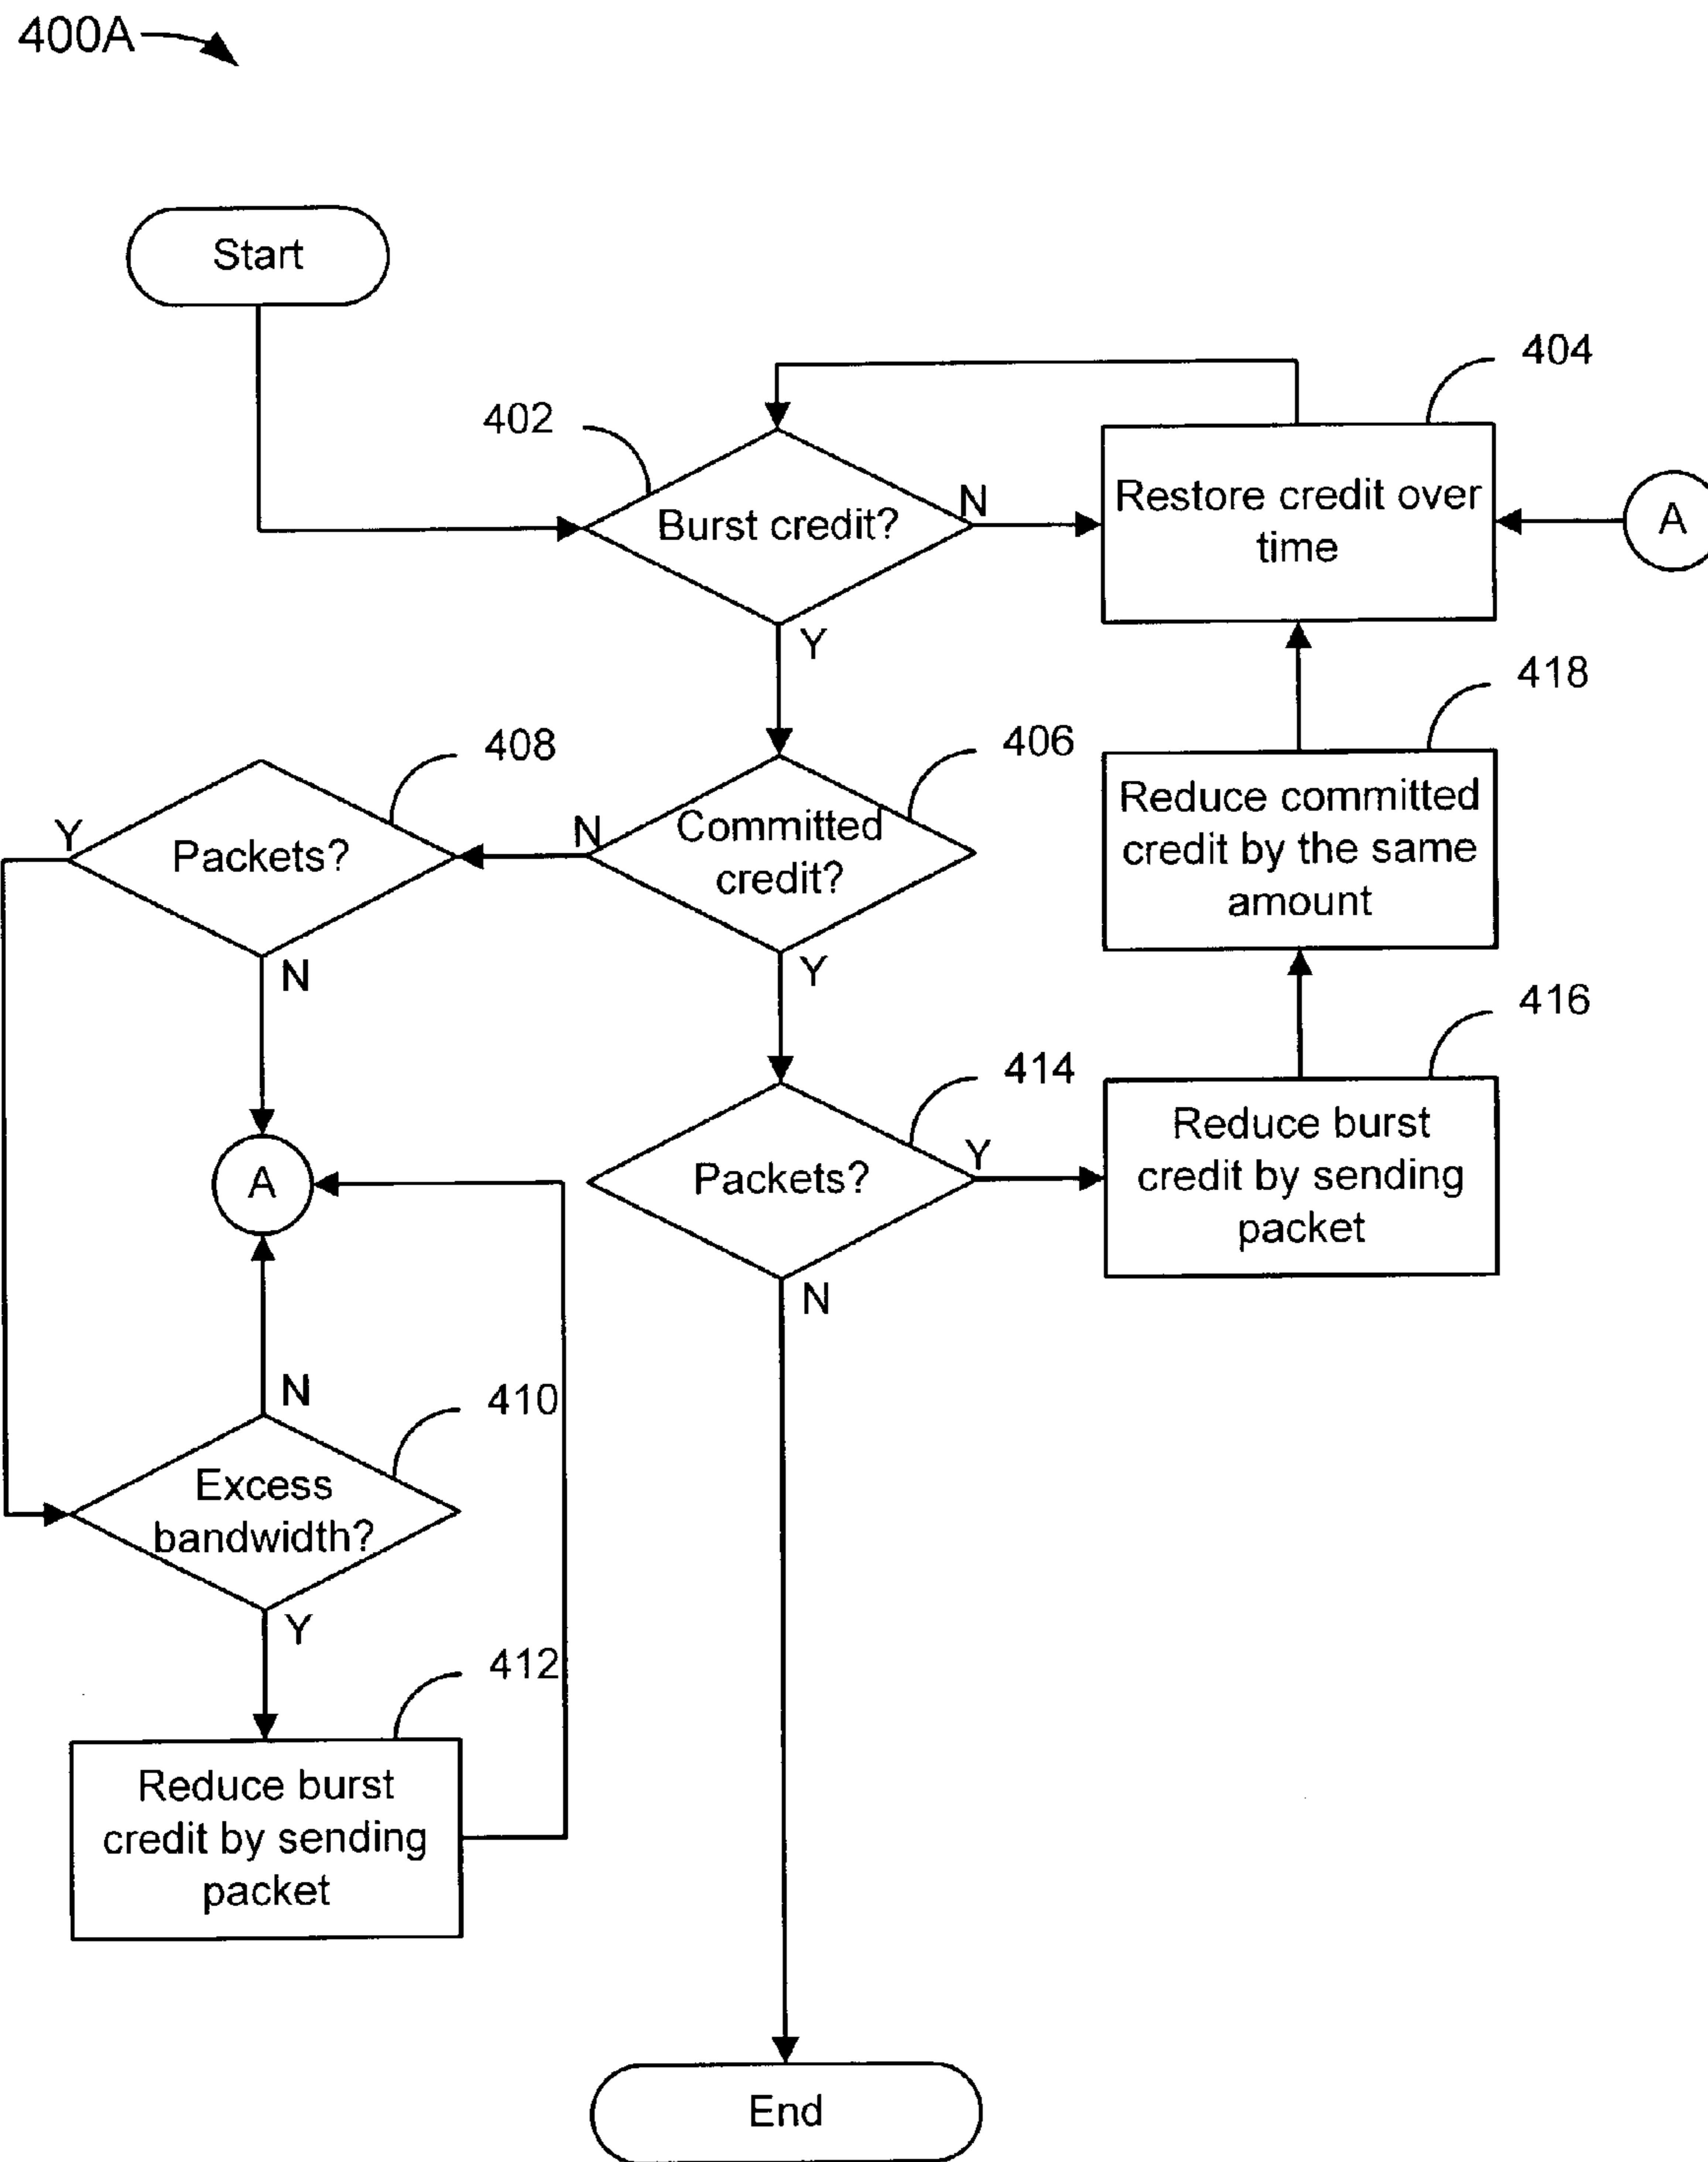 400A
Start
404
402
Burst credit?
N
Restore credit over
time
A
Y
418
408
406
Y
Packets?
N
Committed
credit?
Reduce committed
credit by the same
amount
N
Y
416
414
A
Packets?
Y
Reduce burst
credit by sending
packet
N
N
410
Excess
bandwidth?
Y
412
Reduce burst
credit by sending
packet
End